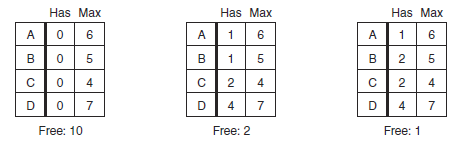 Has Max
A 0 6
B 0 5
C 0 4
D 0 7
Free: 10
Has Max
A 1 6
B 1 5
C 2 4
D 4 7
Free: 2
Has Max
A 1 6
B 2 5
C 2 4
D 4 7
Free: 1